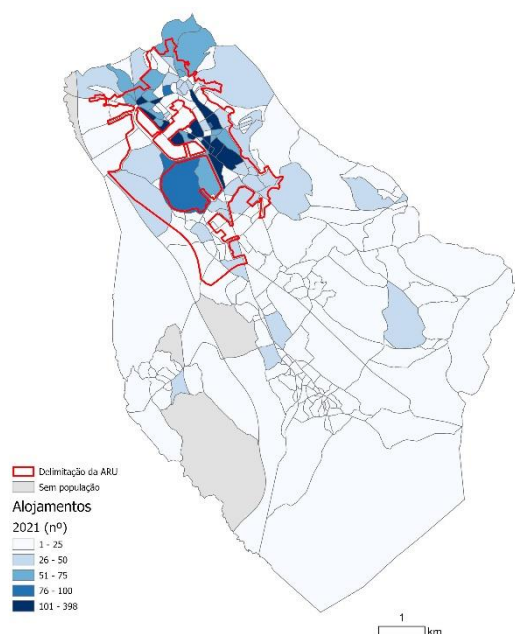 Delimitação da ARU
Sem população
Alojamentos
2021 (nº)
1 - 25
26 - 50
51 - 75
76 - 100
101 - 398
1
km